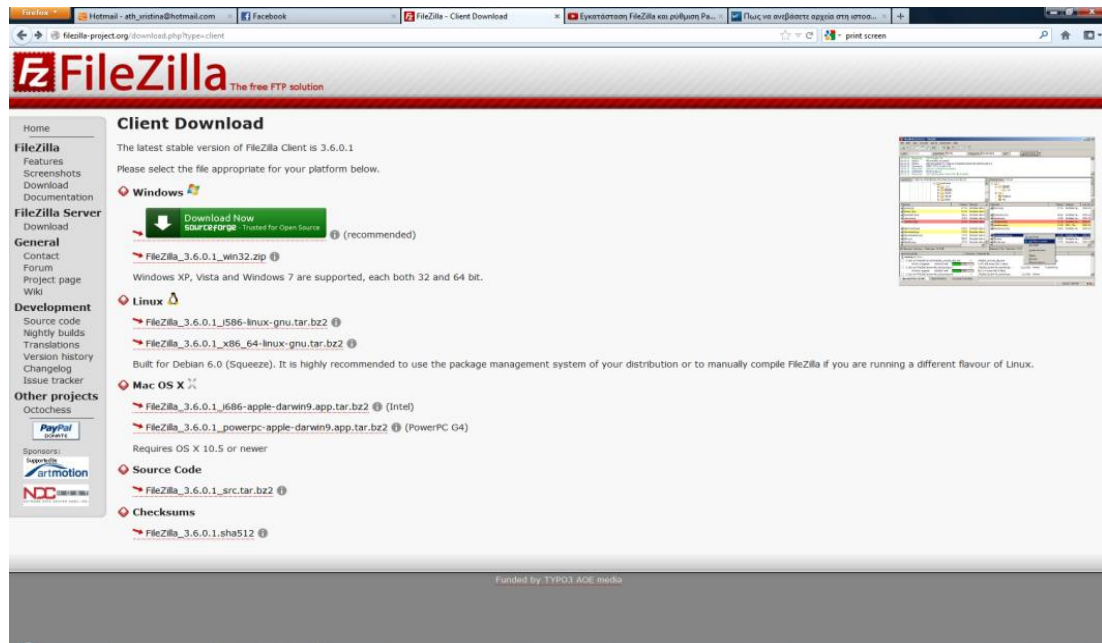 Firefox
Hotmail - ath_xristina@hotmail.com
Facebook
FileZilla - Client Download
Εγκατάσταση FileZilla και ρύθμιση Pa...
Πως να ανεβάσετε αρχεία στη ιστοσ...
filezilla-project.org/download.php?type=client
print screen
FileZilla
The free FTP solution
Home
FileZilla
Features
Screenshots
Download
Documentation
FileZilla Server
Download
General
Contact
Forum
Project page
Wiki
Development
Source code
Nightly builds
Translations
Version history
Changelog
Issue tracker
Other projects
Octochess
PayPal
DONATE
Sponsors:
Supported by
artmotion
NDC
Client Download
The latest stable version of FileZilla Client is 3.6.0.1
Please select the file appropriate for your platform below.
Windows
Download Now
sourceforge - Trusted for Open Source
(recommended)
FileZilla_3.6.0.1_win32.zip
Windows XP, Vista and Windows 7 are supported, each both 32 and 64 bit.
Linux
FileZilla_3.6.0.1_i586-linux-gnu.tar.bz2
FileZilla_3.6.0.1_x86_64-linux-gnu.tar.bz2
Built for Debian 6.0 (Squeeze). It is highly recommended to use the package management system of your distribution or to manually compile FileZilla if you are running a different flavour of Linux.
Mac OS X
FileZilla_3.6.0.1_i686-apple-darwin9.app.tar.bz2 (Intel)
FileZilla_3.6.0.1_powerpc-apple-darwin9.app.tar.bz2 (PowerPC G4)
Requires OS X 10.5 or newer
Source Code
FileZilla_3.6.0.1_src.tar.bz2
Checksums
FileZilla_3.6.0.1.sha512
Funded by TYPO3 AOE media